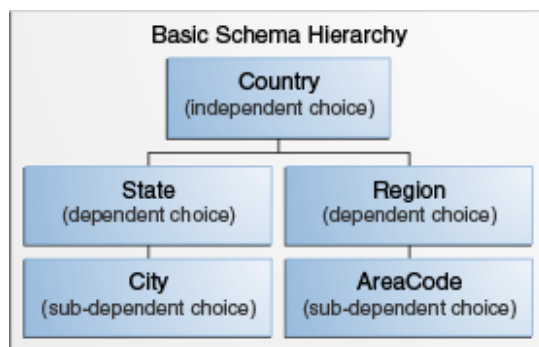 Basic Schema Hierarchy
Country
(independent choice)
State
(dependent choice)
Region
(dependent choice)
City
(sub-dependent choice)
AreaCode
(sub-dependent choice)